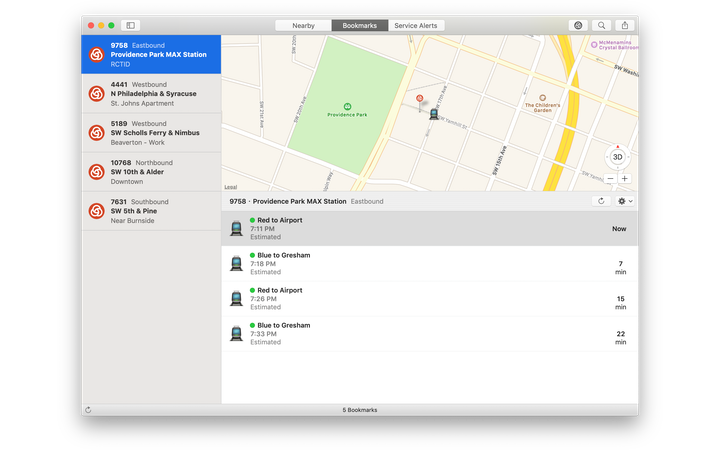 Nearby
Bookmarks
Service Alerts
9758 Eastbound
Providence Park MAX Station
RCTID
4441 Westbound
N Philadelphia & Syracuse
St. Johns Apartment
5189 Westbound
SW Scholls Ferry & Nimbus
Beaverton - Work
10768 Northbound
SW 10th & Alder
Downtown
7631 Southbound
SW 5th & Pine
Near Burnside
McMenamins
Crystal Ballroom
SW 20th Ave
SW 21st Ave
SW 20th Ave
Providence Park
SW 17th Ave
SW Yamhill St
The Children's
Garden
SW 15th Ave
3D
Legal
9758 · Providence Park MAX Station Eastbound
Red to Airport
7:11 PM
Estimated
Now
Blue to Gresham
7:18 PM
Estimated
7
min
Red to Airport
7:26 PM
Estimated
15
min
Blue to Gresham
7:33 PM
Estimated
22
min
5 Bookmarks